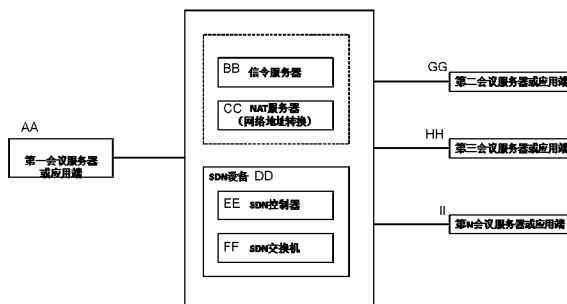 AA
第一会议服务器
或应用端
BB 信令服务器
CC NAT服务器
(网络地址转换)
SDN设备 DD
EE SDN控制器
FF SDN交换机
GG
第二会议服务器或应用端
HH
第三会议服务器或应用端
II
第N会议服务器或应用端